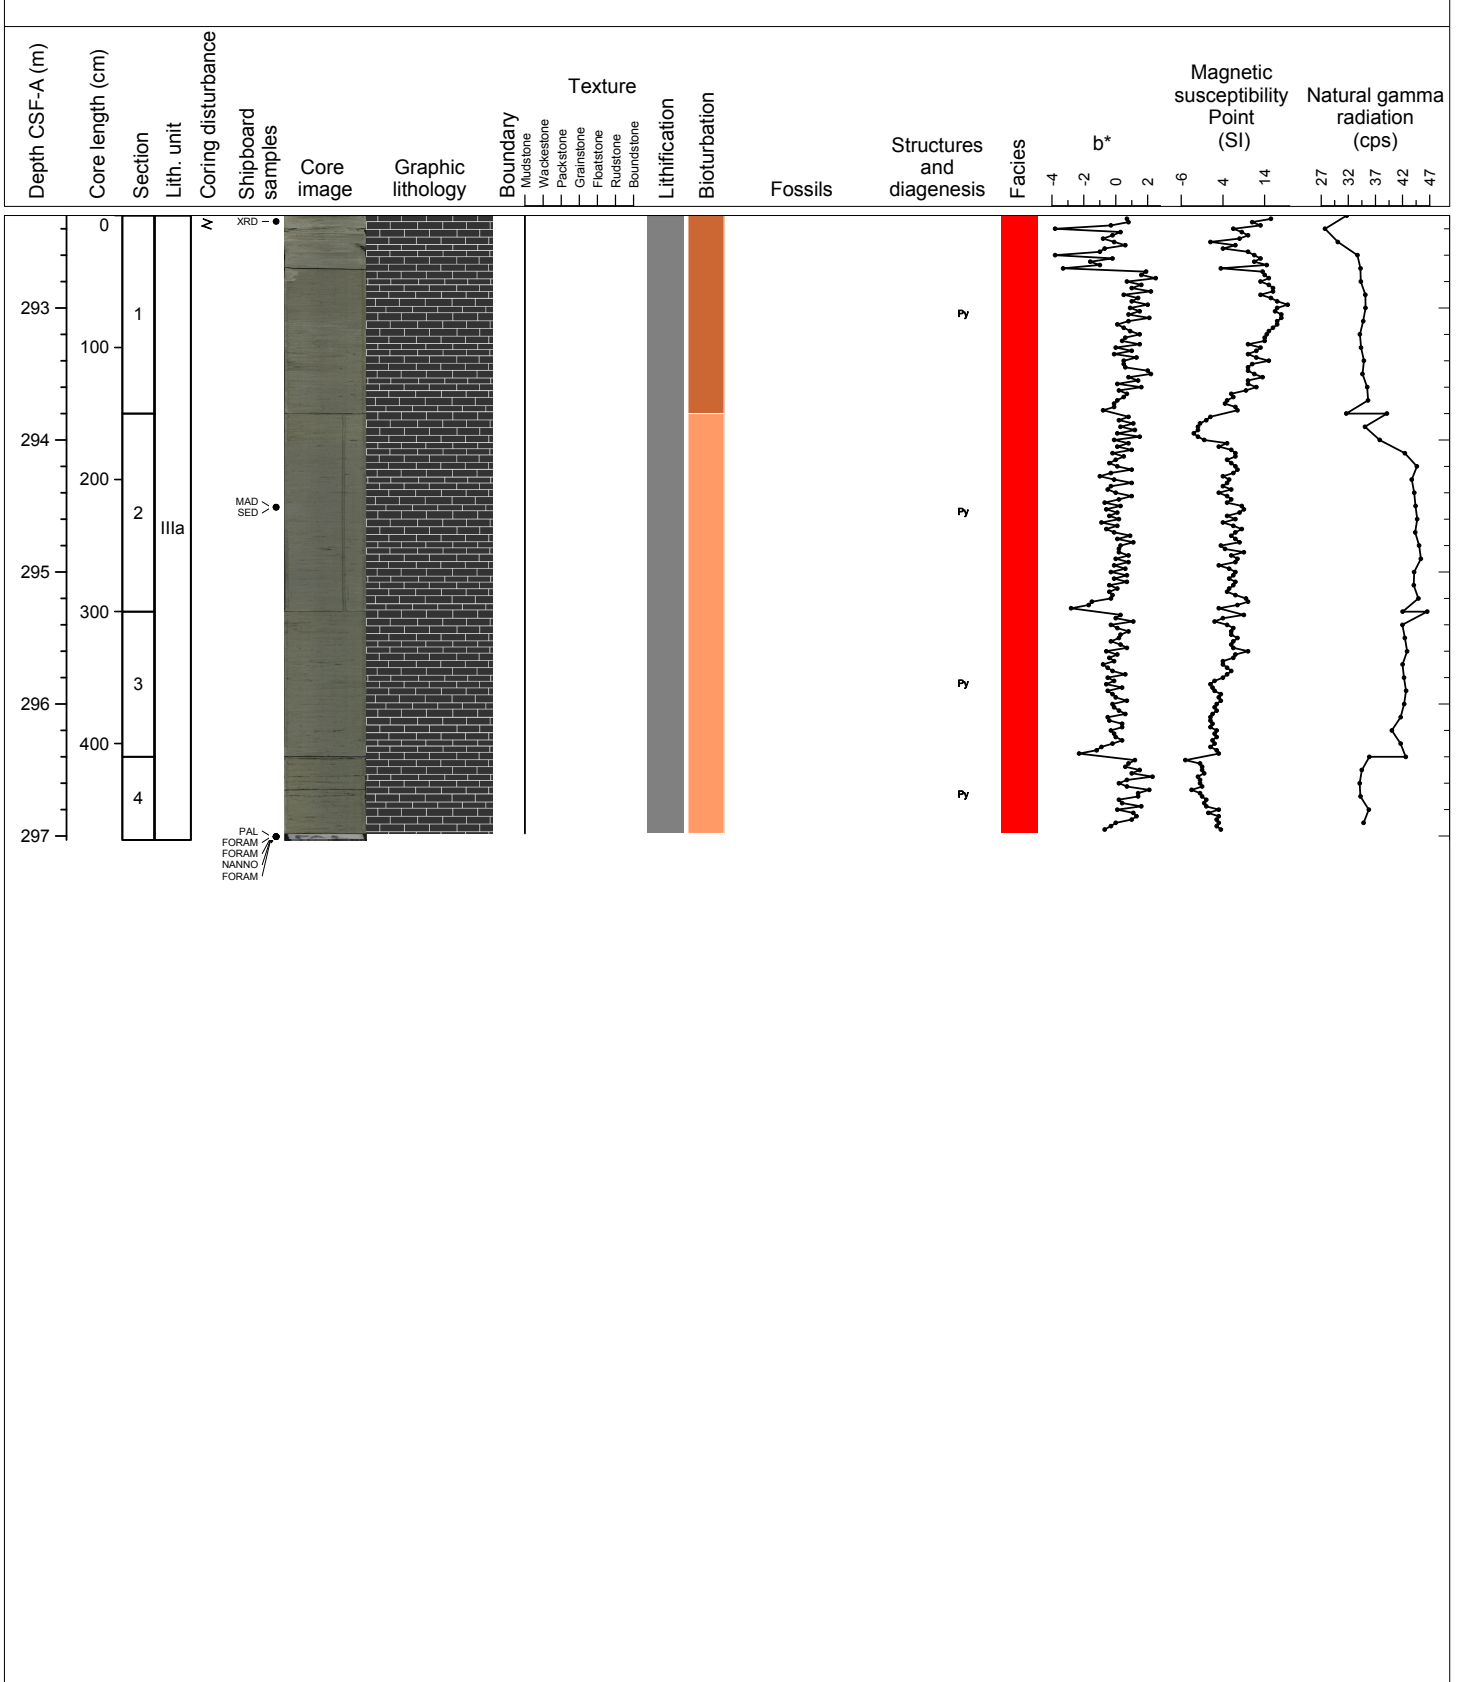 Depth CSF-A (m)
Core length (cm)
Section
Lith. unit
Coring disturbance
Shipboard
samples
Core
image
Graphic
lithology
Boundary
Texture
Mudstone
Wackestone
Packstone
Grainstone
Floatstone
Rudstone
Boundstone
Lithification
Bioturbation
Fossils
Structures
and
diagenesis
Facies
b*
-4 -2 0 2
Magnetic
susceptibility
Point
(SI)
-6 4 14
Natural gamma
radiation
(cps)
27 32 37 42 47
0
XRD
293
1
Py
100
294
200
MAD
SED
2
Py
IIIa
295
300
3
Py
296
400
4
Py
297
PAL
FORAM
FORAM
NANNO
FORAM